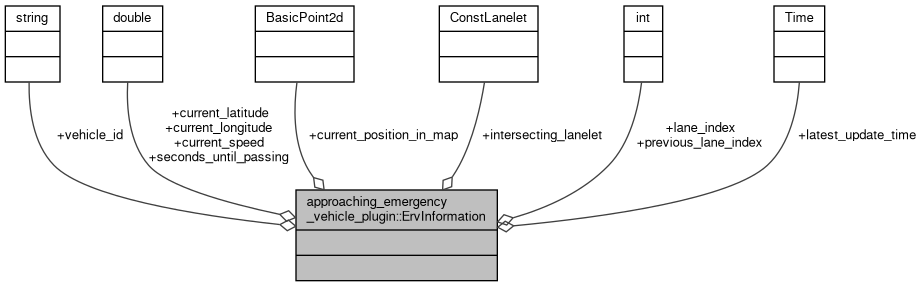 string
double
BasicPoint2d
ConstLanelet
int
Time
+vehicle_id
+current_latitude
+current_longitude
+current_speed
+seconds_until_passing
+current_position_in_map
+intersecting_lanelet
+lane_index
+previous_lane_index
+latest_update_time
approaching_emergency
_vehicle_plugin::ErvInformation